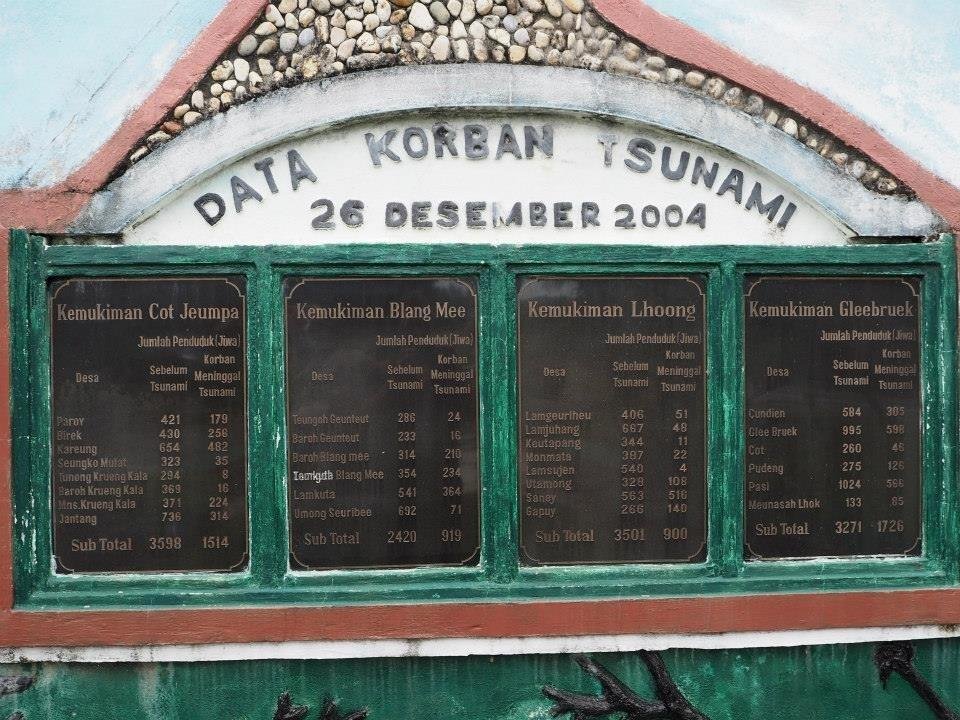 DATA KORBAN TSUNAMI
26 DESEMBER 2004
Kemukiman Cot Jeumpa
Jumlah Penduduk (Jiwa)
Desa Sebelum Tsunami Korban Meninggal Tsunami
Paroy 421 179
Birek 430 256
Kareung 654 482
Seungko Mulat 323 35
Tunong Krueng Kala 294 8
Baroh Krueng Kala 369 16
Mns.Krueng Kala 371 224
Jantang 736 314
Sub Total 3598 1514
Kemukiman Blang Mee
Jumlah Penduduk (Jiwa)
Desa Sebelum Tsunami Korban Meninggal Tsunami
Teungoh Geunteut 286 24
Baroh Geunteut 233 16
Baroh Blang mee 314 210
Lamkuta Blang Mee 354 234
Lamkuta 541 364
Umong Seuribee 692 71
Sub Total 2420 919
Kemukiman Lhoong
Jumlah Penduduk (Jiwa)
Desa Sebelum Tsunami Korban Meninggal Tsunami
Lamgeuriheu 406 51
Lamjuhang 667 48
Keutapang 344 11
Monmata 397 22
Lamsujen 540 4
Utamong 328 108
Saney 563 516
Gapuy 266 140
Sub Total 3501 900
Kemukiman Gleebruek
Jumlah Penduduk (Jiwa)
Desa Sebelum Tsunami Korban Meninggal Tsunami
Cundien 584 305
Glee Bruek 995 598
Cot 260 46
Pudeng 275 126
Pasi 1024 566
Meunasah Lhok 133 85
Sub Total 3271 1726